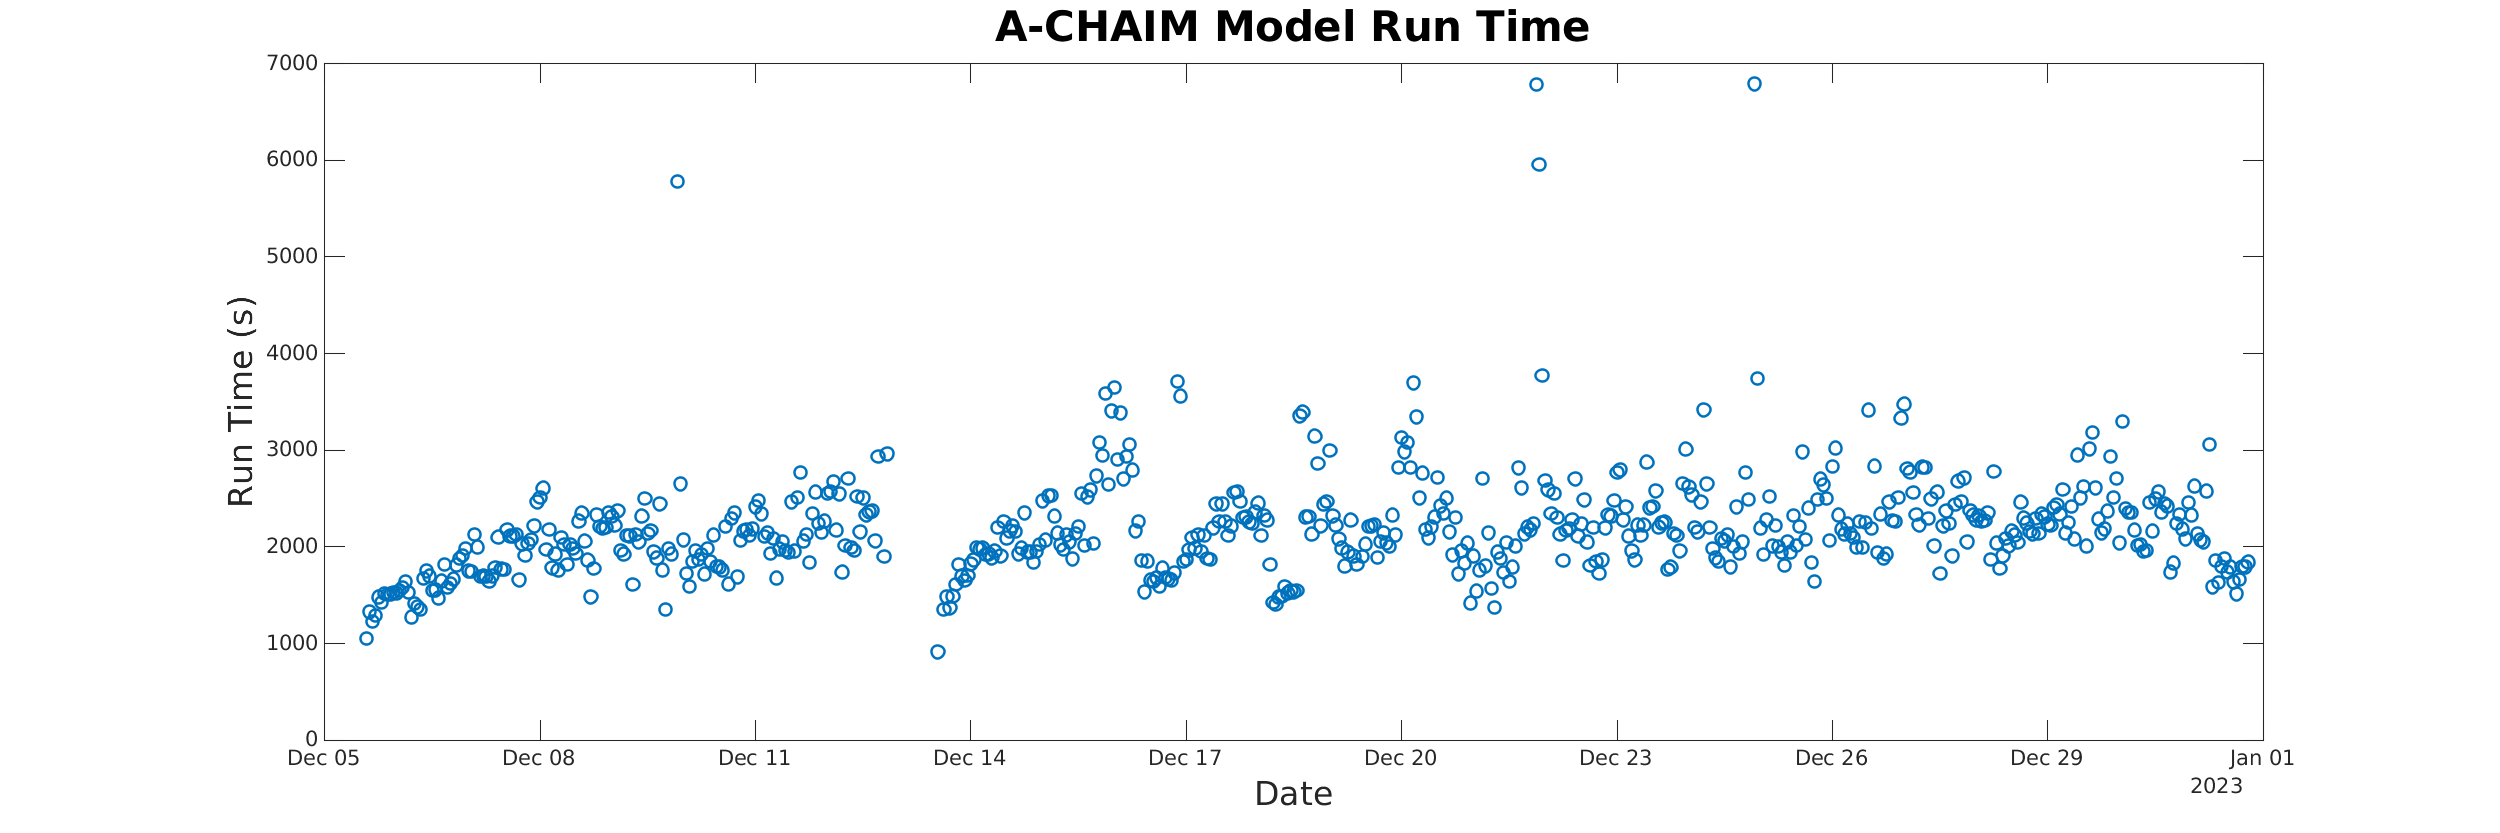 A-CHAIM Model Run Time
7000
6000
5000
4000
3000
2000
1000
0
Run Time (s)
Dec 05 Dec 08 Dec 11 Dec 14 Dec 17 Dec 20 Dec 23 Dec 26 Dec 29 Jan 01
2023
Date